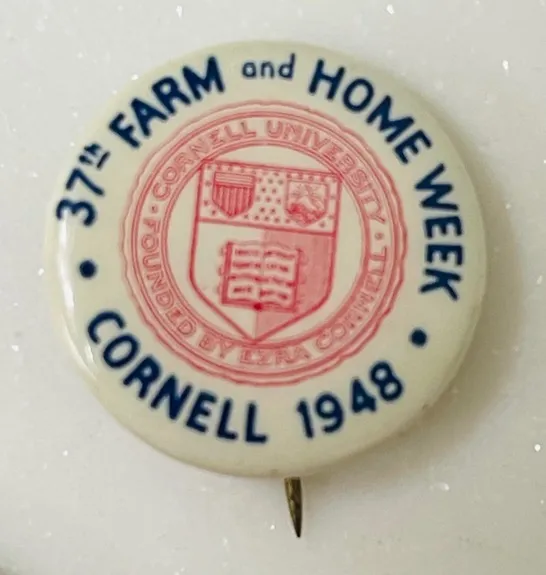 37th FARM and HOME WEEK
• CORNELL 1948 •
CORNELL UNIVERSITY
• FOUNDED BY EZRA CORNELL •